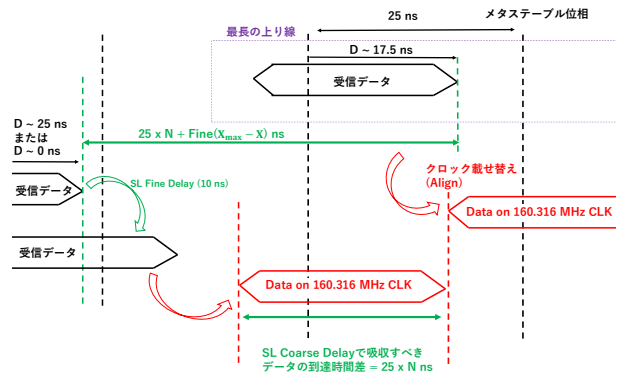 25 ns
メタステーブル位相
最長の上り線
D ~ 17.5 ns
受信データ
D ~ 25 ns
または
D ~ 0 ns
25 x N + Fine(Xmax − X) ns
受信データ
SL Fine Delay (10 ns)
クロック載せ替え
(Align)
Data on 160.316 MHz CLK
受信データ
Data on 160.316 MHz CLK
SL Coarse Delayで吸収すべき
データの到達時間差 = 25 x N ns